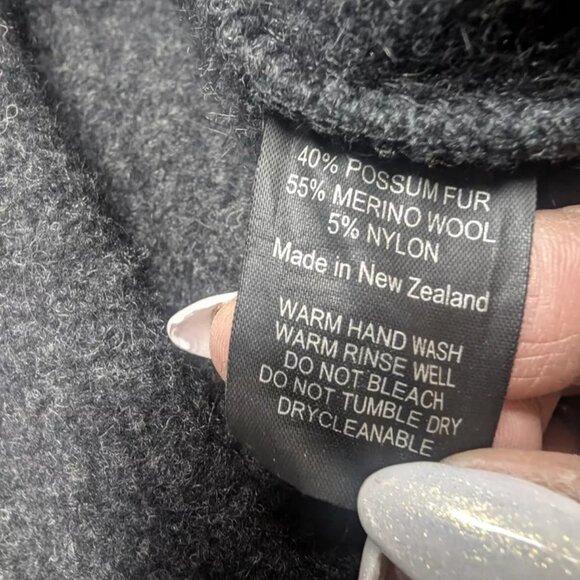 40% POSSUM FUR
55% MERINO WOOL
5% NYLON
Made in New Zealand
WARM HAND WASH
WARM RINSE WELL
DO NOT BLEACH
DO NOT TUMBLE DRY
DRYCLEANABLE